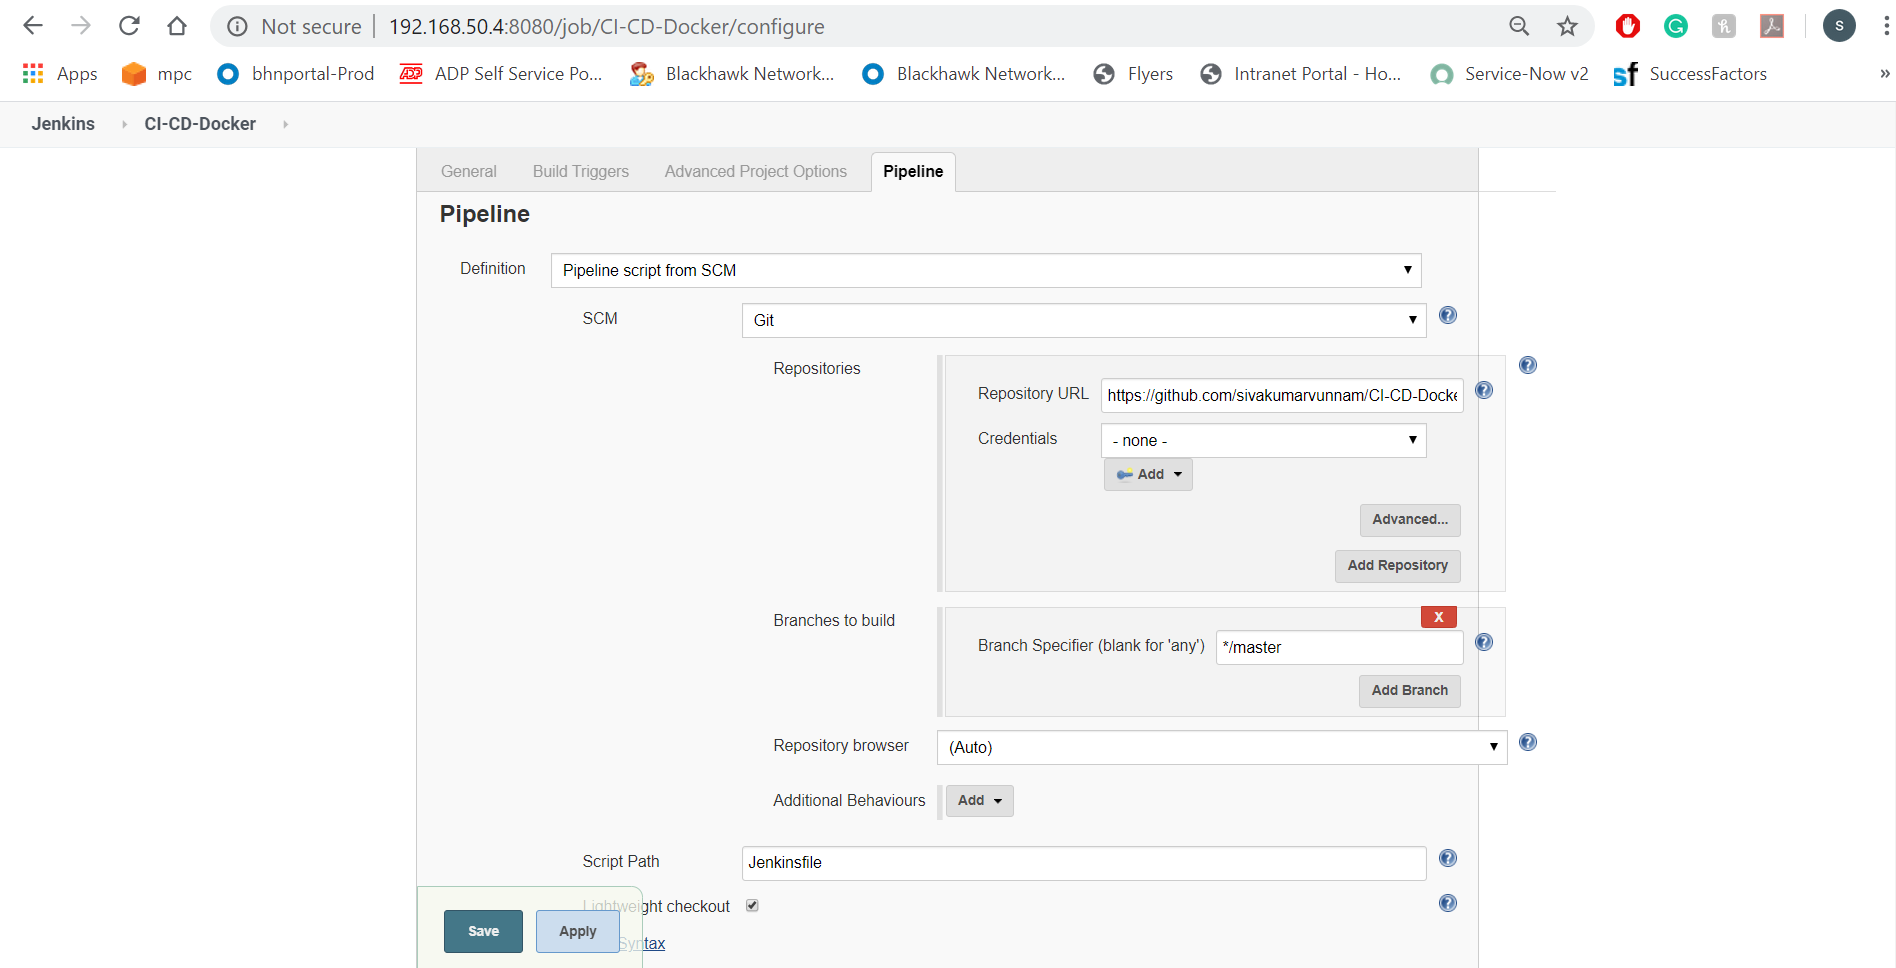 Not secure 192.168.50.4:8080/job/CI-CD-Docker/configure
S
Apps mpc bhnportal-Prod ADP ADP Self Service Po... Blackhawk Network... Blackhawk Network... Flyers Intranet Portal - Ho... Service-Now v2 sf SuccessFactors »
Jenkins CI-CD-Docker
General Build Triggers Advanced Project Options Pipeline
Pipeline
Definition Pipeline script from SCM
SCM Git
Repositories
Repository URL https://github.com/sivakumarvunnam/CI-CD-Docke
Credentials - none -
Add
Advanced...
Add Repository
Branches to build
X
Branch Specifier (blank for 'any') */master
Add Branch
Repository browser (Auto)
Additional Behaviours Add
Script Path Jenkinsfile
Lightweight checkout
Save Apply Syntax